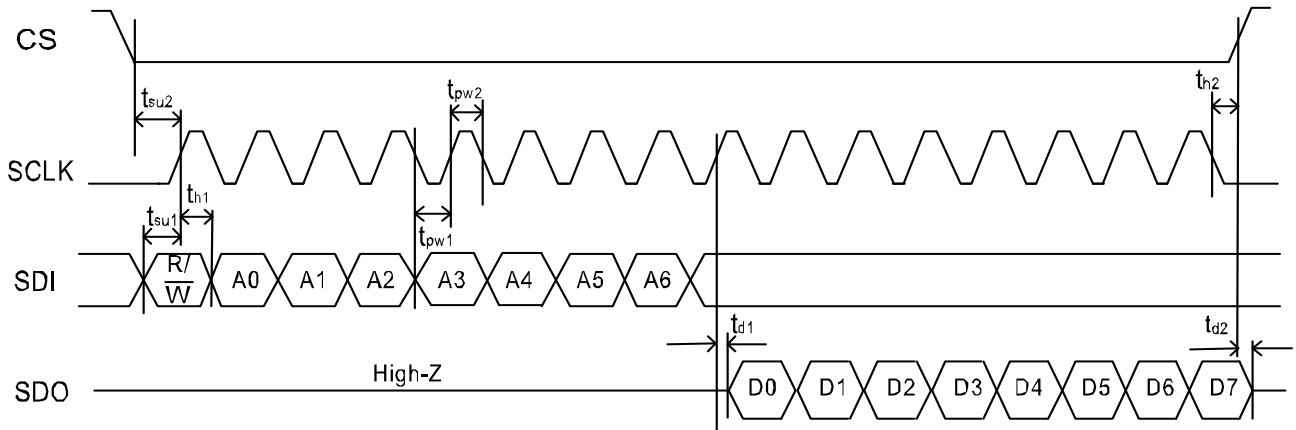 CS
tsu2
tpw2
th2
SCLK
tsu1
th1
tpw1
SDI
R/
W
A0
A1
A2
A3
A4
A5
A6
td1
td2
SDO
High-Z
D0
D1
D2
D3
D4
D5
D6
D7